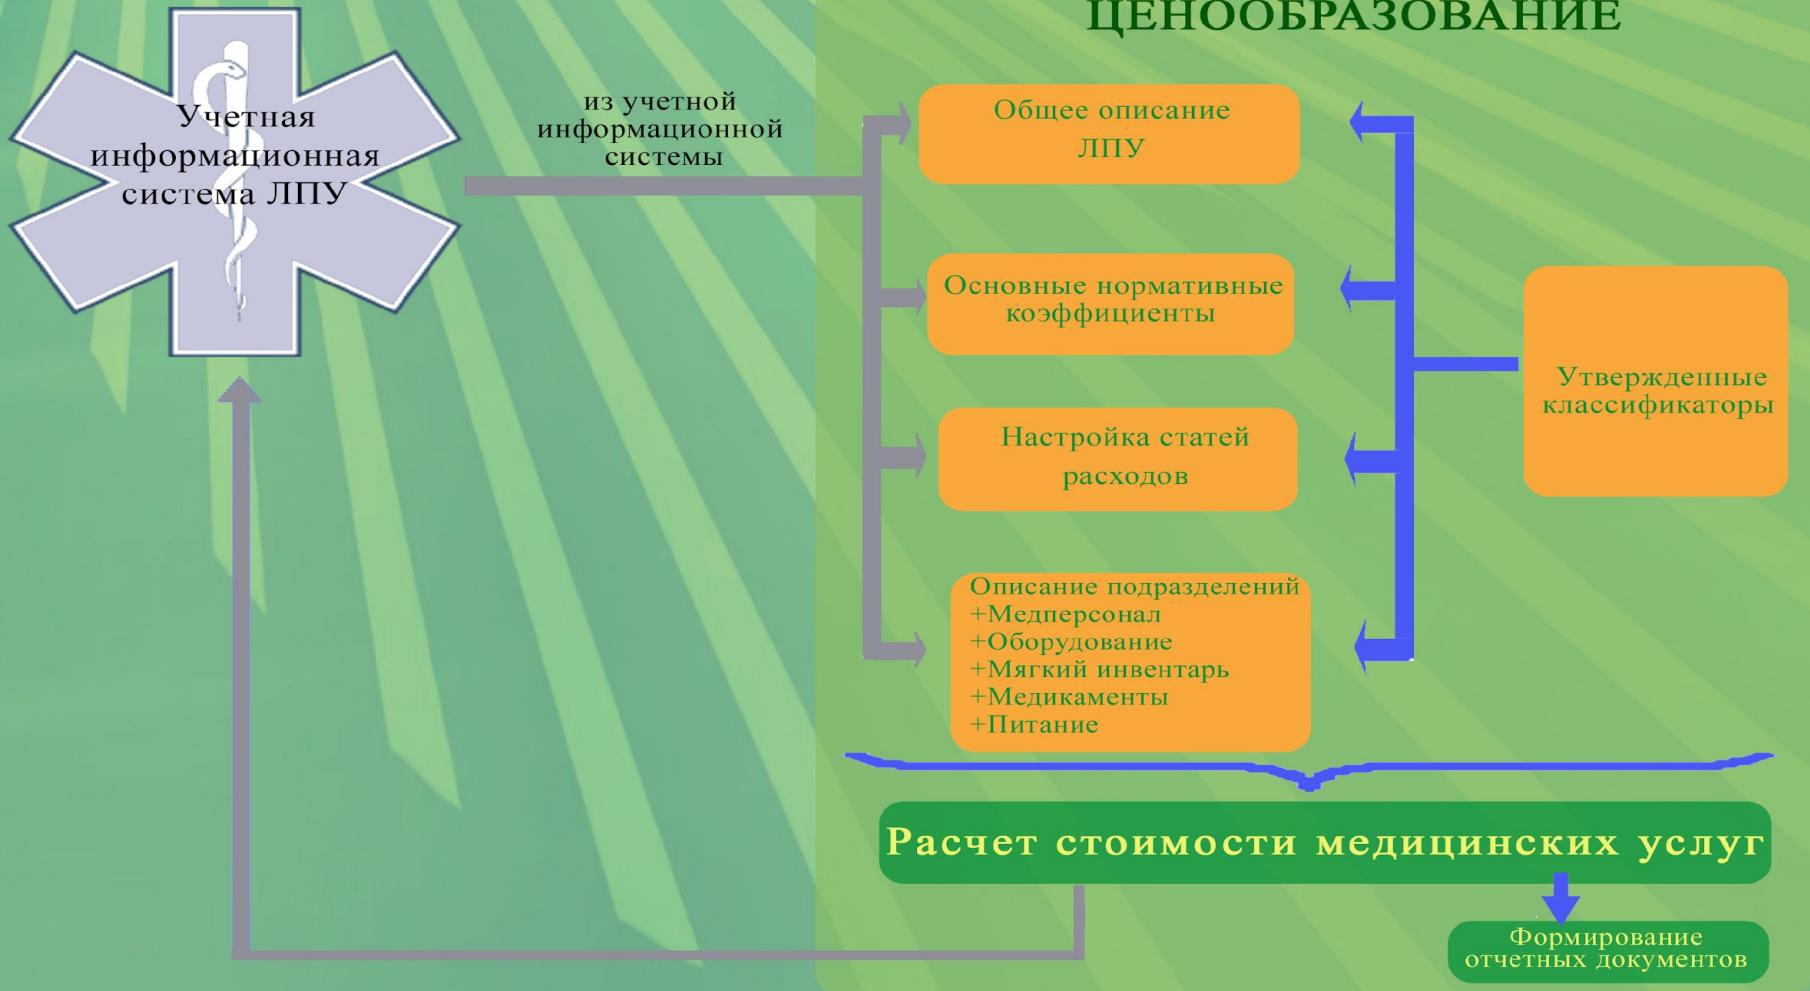 ЦЕНООБРАЗОВАНИЕ
Учетная
информационная
система ЛПУ
из учетной
информационной
системы
Общее описание
ЛПУ
Основные нормативные
коэффициенты
Настройка статей
расходов
Описание подразделений
+Медперсонал
+Оборудование
+Мягкий инвентарь
+Медикаменты
+Питание
Утвержденные
классификаторы
Расчет стоимости медицинских услуг
Формирование
отчетных документов